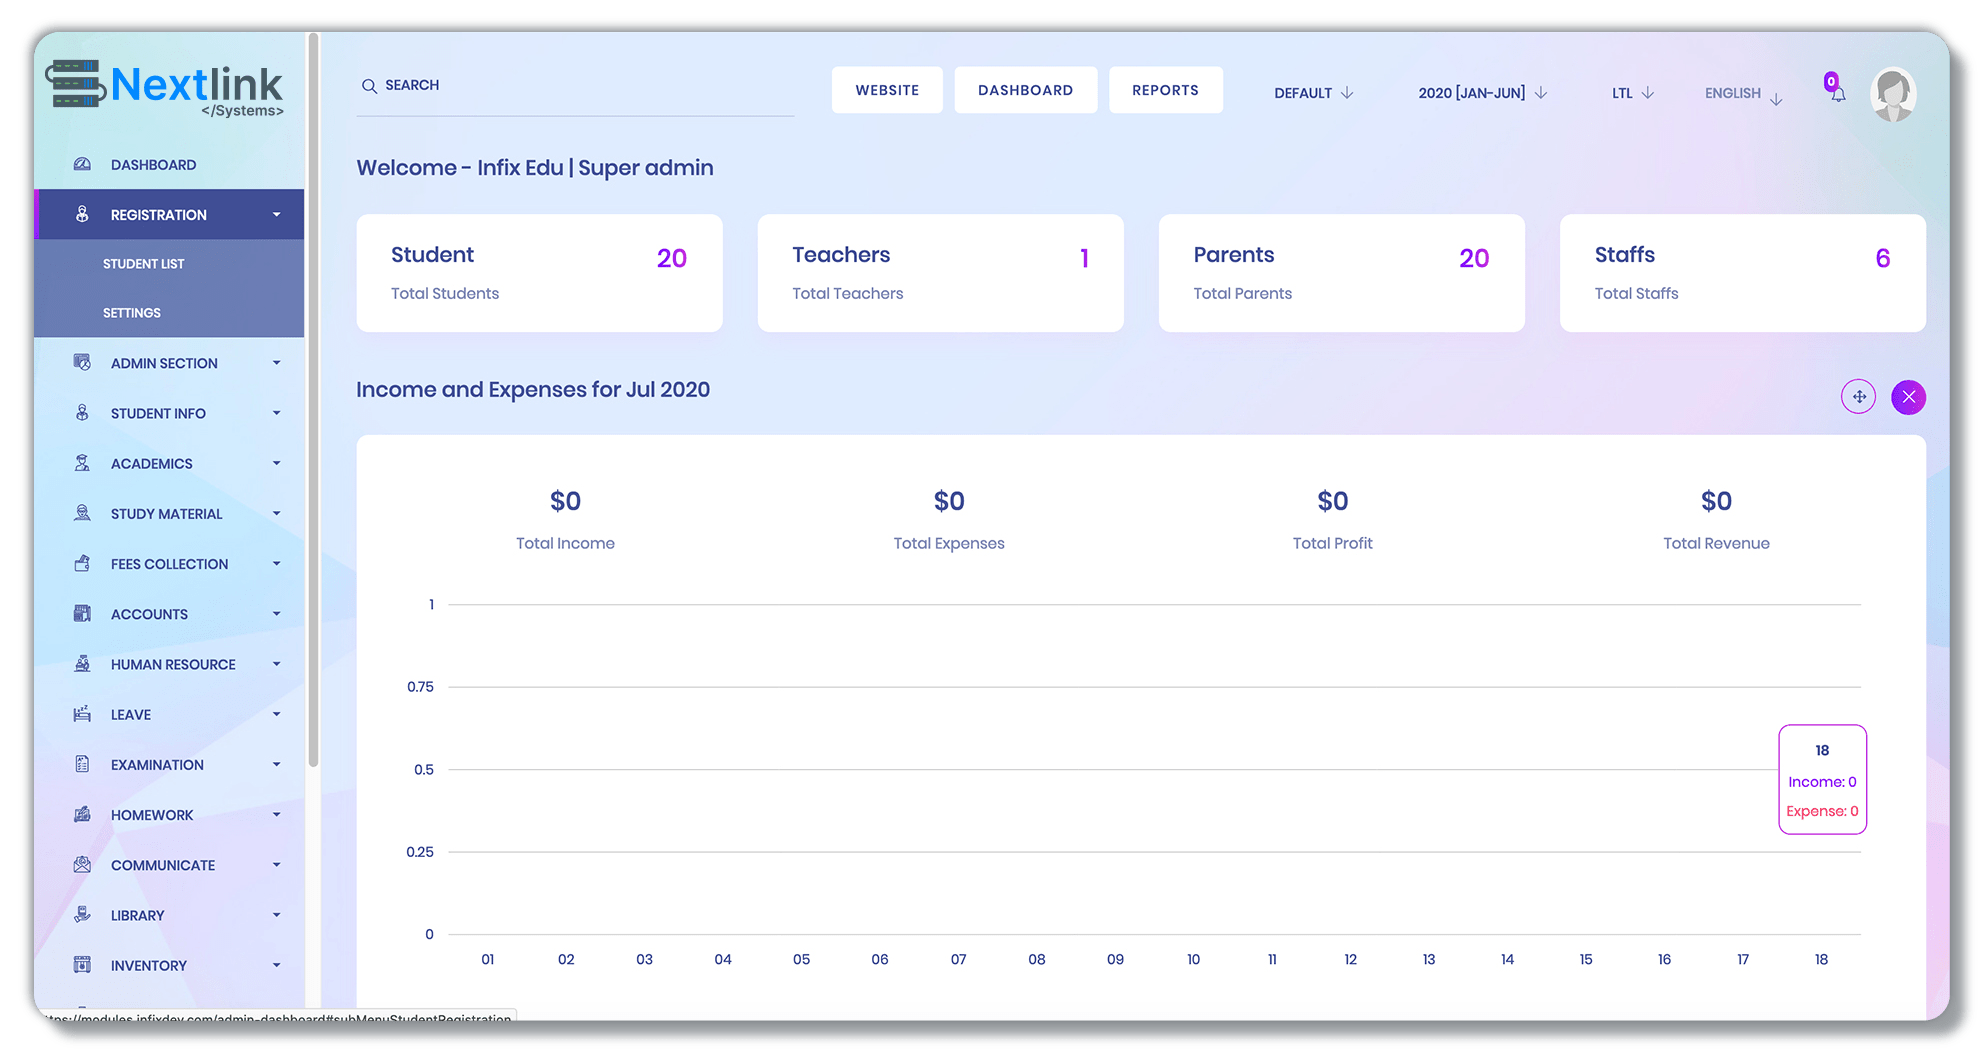 Nextlink
</Systems>
DASHBOARD
REGISTRATION
STUDENT LIST
SETTINGS
ADMIN SECTION
STUDENT INFO
ACADEMICS
STUDY MATERIAL
FEES COLLECTION
ACCOUNTS
HUMAN RESOURCE
LEAVE
EXAMINATION
HOMEWORK
COMMUNICATE
LIBRARY
INVENTORY
SEARCH
WEBSITE DASHBOARD REPORTS DEFAULT 2020 [JAN-JUN] LTL ENGLISH 0
Welcome - Infix Edu | Super admin
Student 20
Total Students
Teachers 1
Total Teachers
Parents 20
Total Parents
Staffs 6
Total Staffs
Income and Expenses for Jul 2020
$0 $0 $0 $0
Total Income Total Expenses Total Profit Total Revenue
1
0.75
0.5
0.25
0
18
Income: 0
Expense: 0
01 02 03 04 05 06 07 08 09 10 11 12 13 14 15 16 17 18
ttps://modules.infixdev.com/admin-dashboard#subMenuStudentRegistration